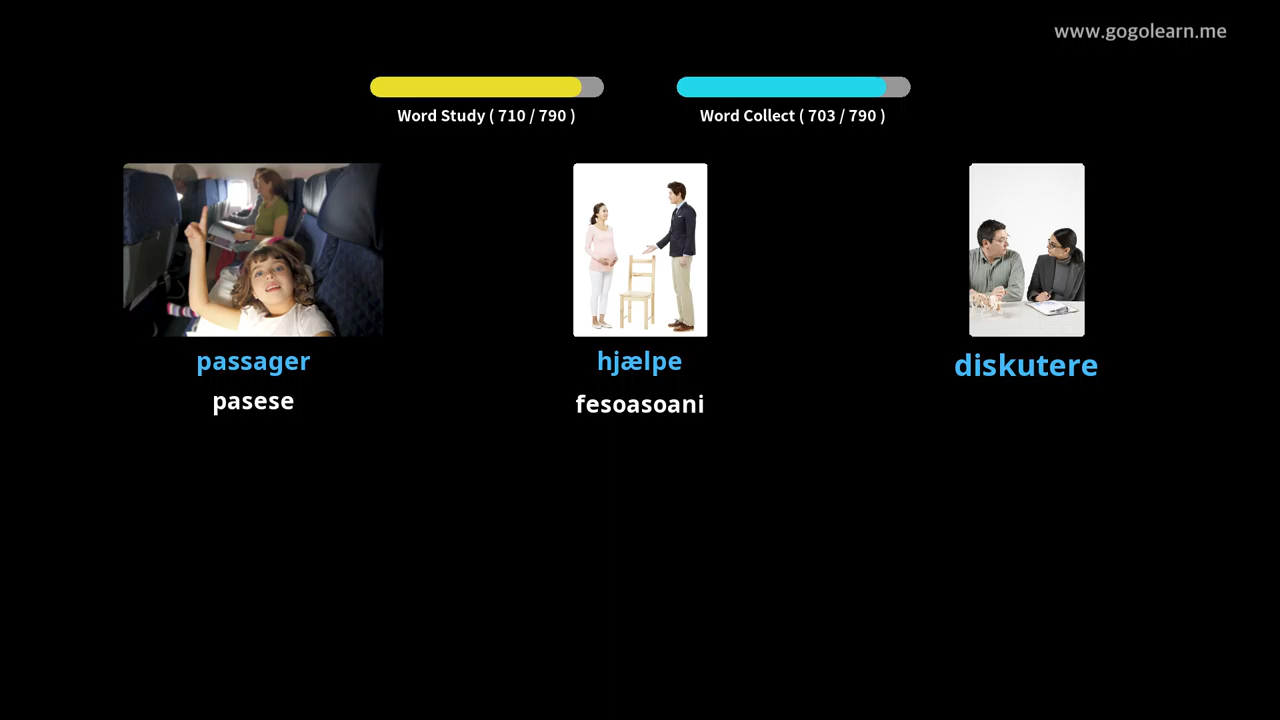 www.gogolearn.me
Word Study ( 710 / 790 )
Word Collect ( 703 / 790 )
passager
pasese
hjælpe
fesoasoani
diskutere